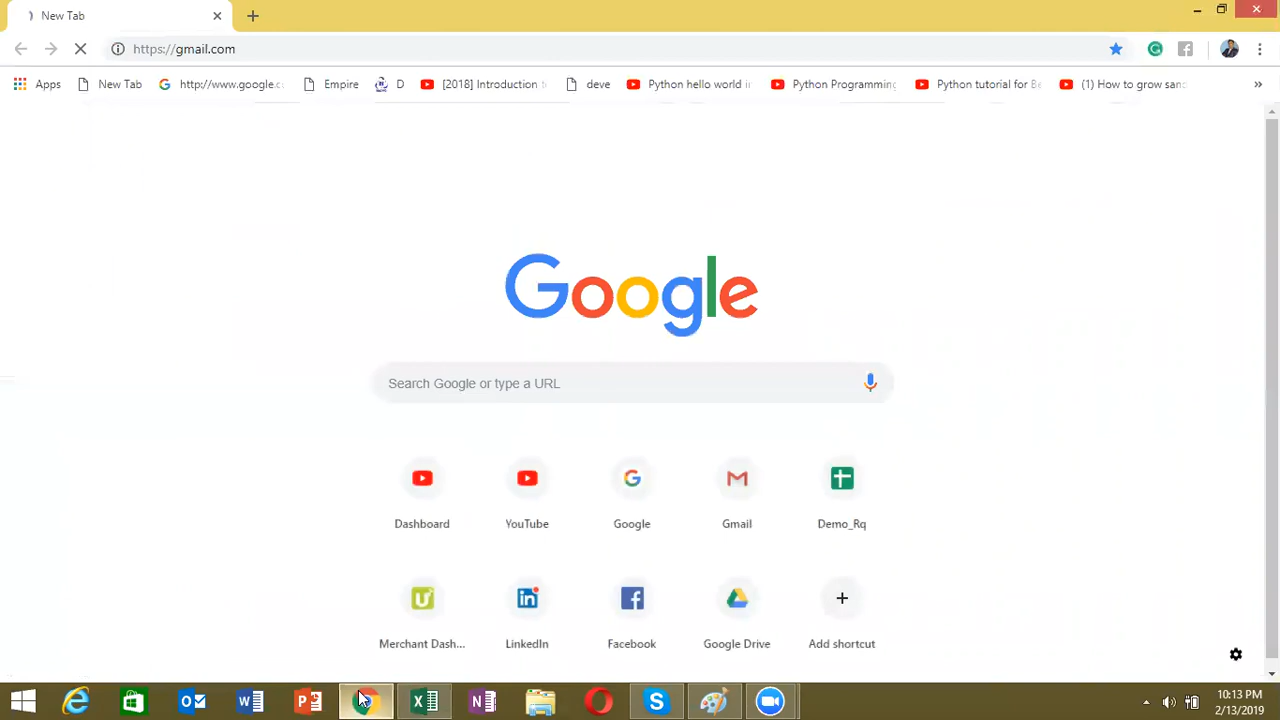 New Tab
https://gmail.com
Apps New Tab http://www.google.c Empire D [2018] Introduction t deve Python hello world i Python Programming Python tutorial for Be (1) How to grow san »
Google
Search Google or type a URL
Dashboard YouTube Google Gmail Demo_Rq
Merchant Dash... LinkedIn Facebook Google Drive Add shortcut
10:13 PM
2/13/2019